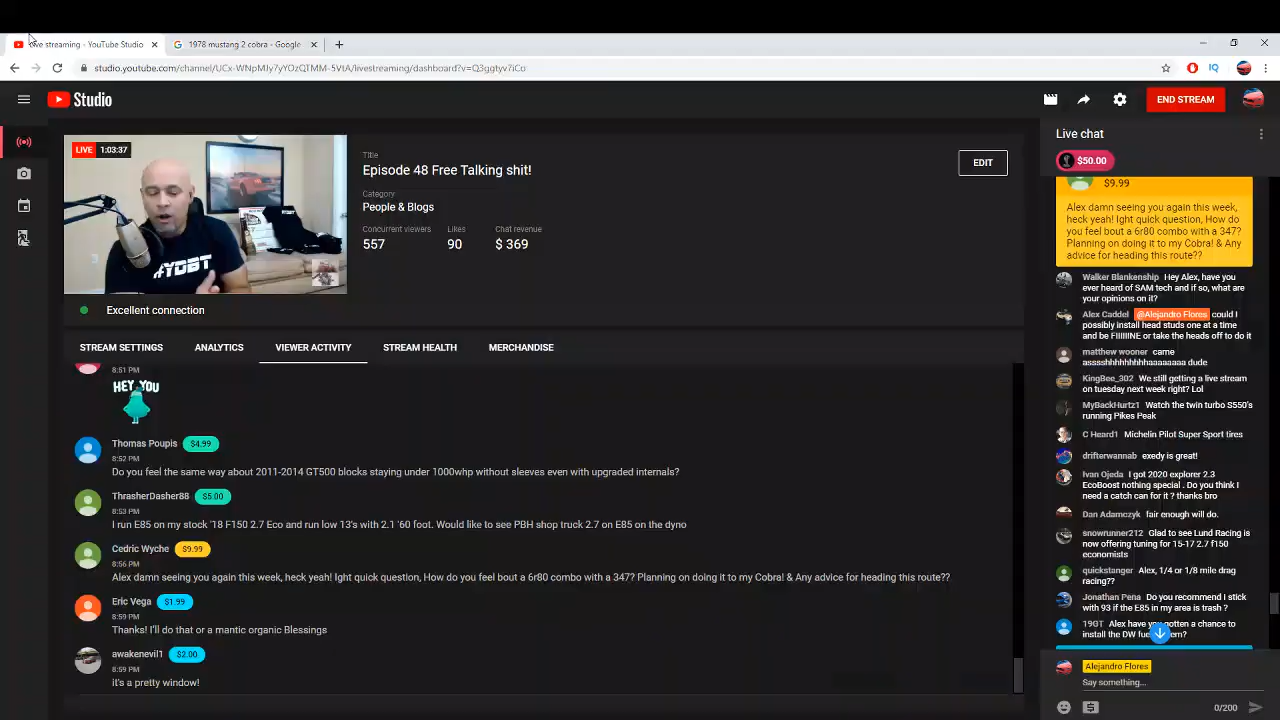 Live streaming - YouTube Studio
1978 mustang 2 cobra - Google
studio.youtube.com/channel/UCx-WNpMJy7yYOzQTMM-5VtA/livestreaming/dashboard?v=Q3ggtyv7iCo
IQ
Studio
END STREAM
LIVE 1:03:37
#YDBT
Title
Episode 48 Free Talking shit!
EDIT
Category
People & Blogs
Concurrent viewers Likes Chat revenue
557 90 $ 369
Excellent connection
STREAM SETTINGS ANALYTICS VIEWER ACTIVITY STREAM HEALTH MERCHANDISE
8:51 PM
HEY YOU
Thomas Poupis $4.99
8:52 PM
Do you feel the same way about 2011-2014 GT500 blocks staying under 1000whp without sleeves even with upgraded internals?
ThrasherDasher88 $5.00
8:53 PM
I run E85 on my stock '18 F150 2.7 Eco and run low 13's with 2.1 '60 foot. Would like to see PBH shop truck 2.7 on E85 on the dyno
Cedric Wyche $9.99
8:56 PM
Alex damn seeing you again this week, heck yeah! Ight quick question, How do you feel bout a 6r80 combo with a 347? Planning on doing it to my Cobra! & Any advice for heading this route??
Eric Vega $1.99
8:59 PM
Thanks! I'll do that or a mantic organic Blessings
awakenevil1 $2.00
8:59 PM
it's a pretty window!
Live chat
$50.00
$9.99
Alex damn seeing you again this week,
heck yeah! Ight quick question, How do
you feel bout a 6r80 combo with a 347?
Planning on doing it to my Cobra! & Any
advice for heading this route??
Walker Blankenship Hey Alex, have you
ever heard of SAM tech and if so, what are
your opinions on it?
Alex Caddel @Alejandro Flores could I
possibly install head studs one at a time
and be FIIIIIINE or take the heads off to do it
matthew wooner came
asssshhhhhhhhhaaaaaaaa dude
KingBee_302 We still getting a live stream
on tuesday next week right? Lol
MyBackHurtz1 Watch the twin turbo S550's
running Pikes Peak
C Heard1 Michelin Pilot Super Sport tires
drifterwannab exedy is great!
Ivan Ojeda I got 2020 explorer 2.3
EcoBoost nothing special . Do you think I
need a catch can for it ? thanks bro
Dan Adamczyk fair enough will do.
snowrunner212 Glad to see Lund Racing is
now offering tuning for 15-17 2.7 f150
economists
quickstanger Alex, 1/4 or 1/8 mile drag
racing??
Jonathan Pena Do you recommend I stick
with 93 if the E85 in my area is trash ?
19GT Alex have you gotten a chance to
install the DW
Alejandro Flores
Say something...
0/200